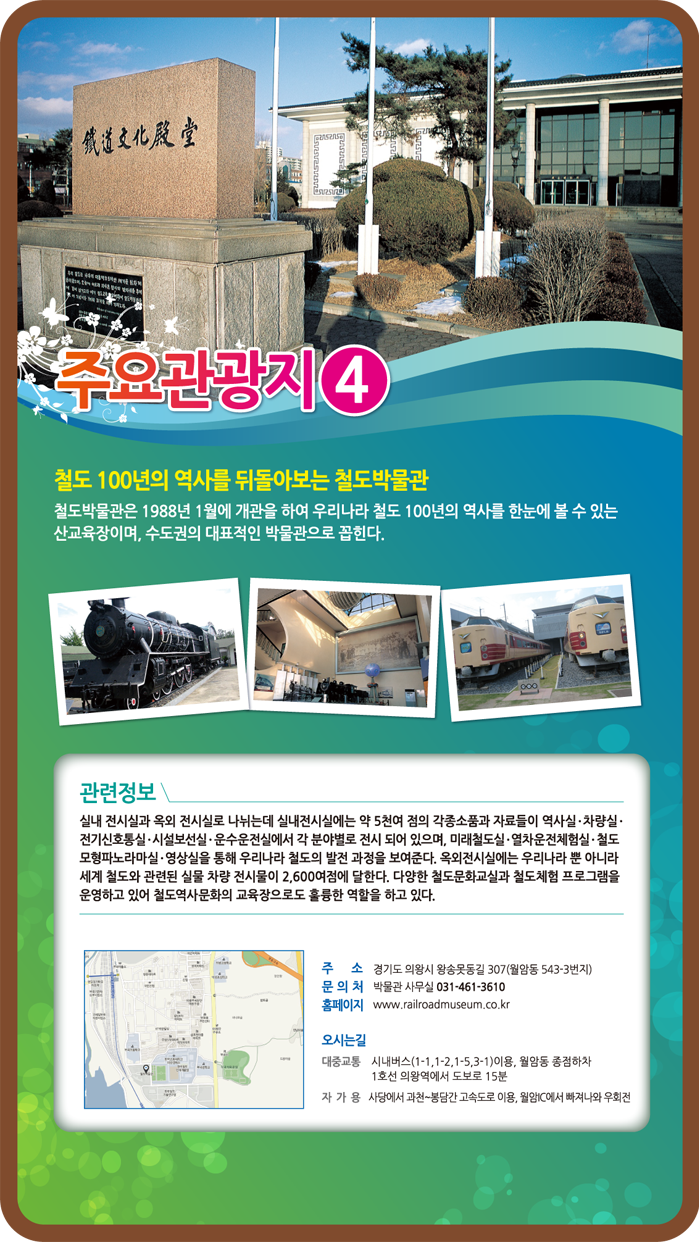 鐵道文化殿堂
주요관광지 4
철도 100년의 역사를 뒤돌아보는 철도박물관
철도박물관은 1988년 1월에 개관을 하여 우리나라 철도 100년의 역사를 한눈에 볼 수 있는
산교육장이며, 수도권의 대표적인 박물관으로 꼽힌다.
관련정보
실내 전시실과 옥외 전시실로 나뉘는데 실내전시실에는 약 5천여 점의 각종소품과 자료들이 역사실·차량실·
전기신호통실·시설보선실·운수운전실에서 각 분야별로 전시 되어 있으며, 미래철도실·열차운전체험실·철도
모형파노라마실·영상실을 통해 우리나라 철도의 발전 과정을 보여준다. 옥외전시실에는 우리나라 뿐 아니라
세계 철도와 관련된 실물 차량 전시물이 2,600여점에 달한다. 다양한 철도문화교실과 철도체험 프로그램을
운영하고 있어 철도역사문화의 교육장으로도 훌륭한 역할을 하고 있다.
주 소 경기도 의왕시 왕송못동길 307(월암동 543-3번지)
문 의 처 박물관 사무실 031-461-3610
홈페이지 www.railroadmuseum.co.kr
오시는길
대중교통 시내버스(1-1,1-2,1-5,3-1)이용, 월암동 종점하차
1호선 의왕역에서 도보로 15분
자 가 용 사당에서 과천~봉담간 고속도로 이용, 월암IC에서 빠져나와 우회전